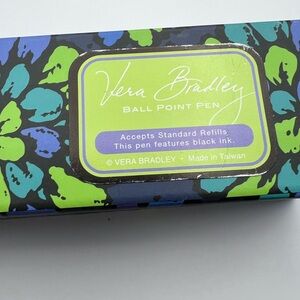 Vera Bradley
BALL POINT PEN
Accepts Standard Refills
This pen features black ink.
© VERA BRADLEY • Made in Taiwan